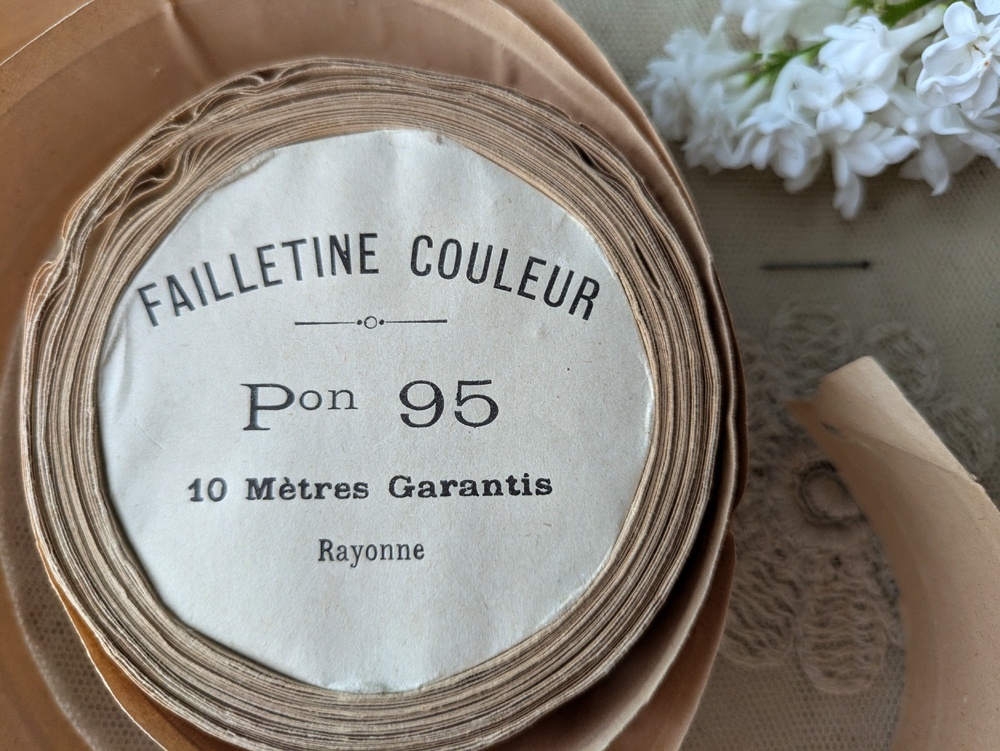 FAILLETINE COULEUR
Pon 95
10 Mètres Garantis
Rayonne